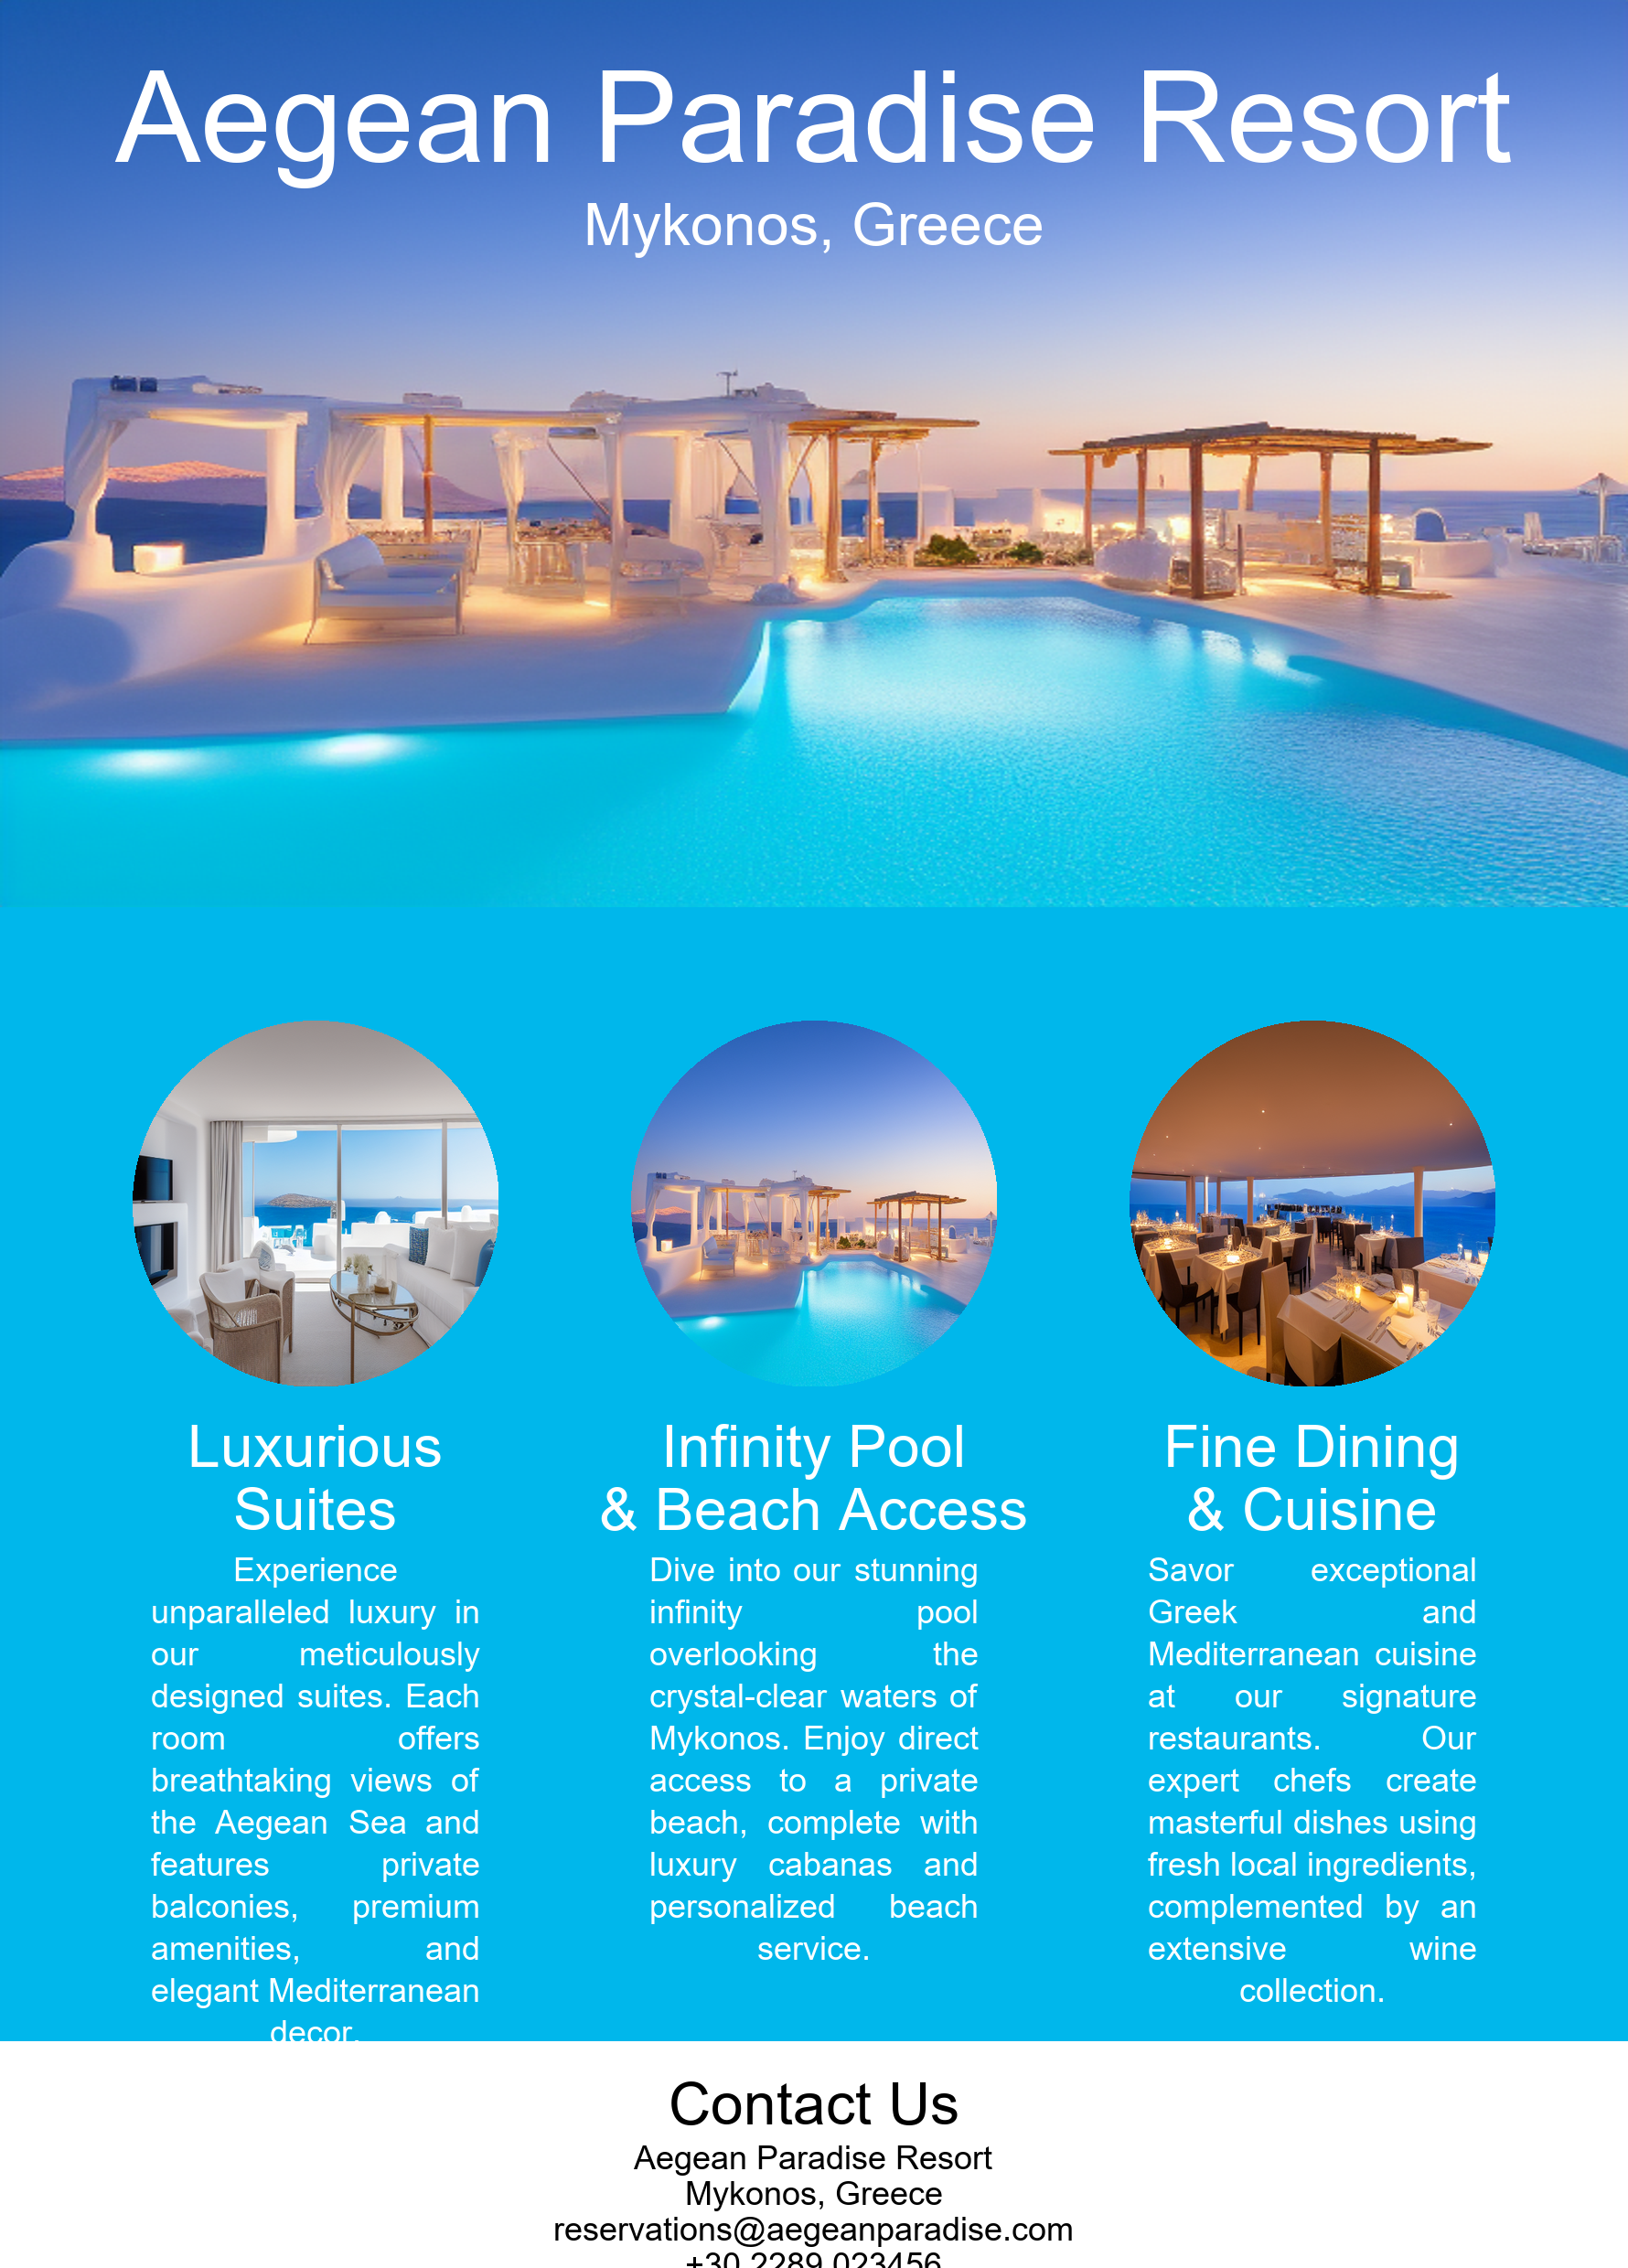 Aegean Paradise Resort
Mykonos, Greece
Luxurious
Suites
Experience
unparalleled luxury in
our meticulously
designed suites. Each
room offers
breathtaking views of
the Aegean Sea and
features private
balconies, premium
amenities, and
elegant Mediterranean
decor.
Infinity Pool
& Beach Access
Dive into our stunning
infinity pool
overlooking the
crystal-clear waters of
Mykonos. Enjoy direct
access to a private
beach, complete with
luxury cabanas and
personalized beach
service.
Fine Dining
& Cuisine
Savor exceptional
Greek and
Mediterranean cuisine
at our signature
restaurants. Our
expert chefs create
masterful dishes using
fresh local ingredients,
complemented by an
extensive wine
collection.
Contact Us
Aegean Paradise Resort
Mykonos, Greece
reservations@aegeanparadise.com
+30 2289 023456